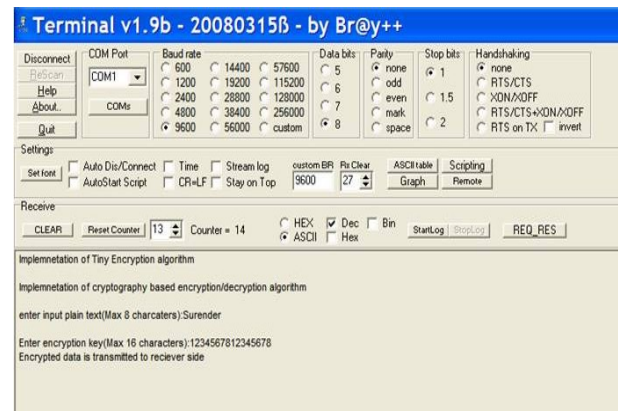 Terminal v1.9b - 20080315ß - by Br@y++
Disconnect
ReScan
Help
About..
Quit
COM Port
COM1
COMs
Baud rate
600 14400 57600
1200 19200 115200
2400 28800 128000
4800 38400 256000
9600 56000 custom
Data bits
5
6
7
8
Parity
none
odd
even
mark
space
Stop bits
1
1.5
2
Handshaking
none
RTS/CTS
XON/XOFF
RTS/CTS+XON/XOFF
RTS on TX invert
Settings
Set font
Auto Dis/Connect Time Stream log
AutoStart Script CR=LF Stay on Top
custom BR Rx Clear
9600 27
ASCII table Scripting
Graph Remote
Receive
CLEAR Reset Counter 13 Counter = 14
HEX Dec Bin
ASCII Hex
StartLog StopLog REQ_RES
Implemnetation of Tiny Encryption algorithm
Implemnetation of cryptography based encryption/decryption algorithm
enter input plain text(Max 8 charcaters):Surender
Enter encryption key(Max 16 characters):1234567812345678
Encrypted data is transmitted to reciever side